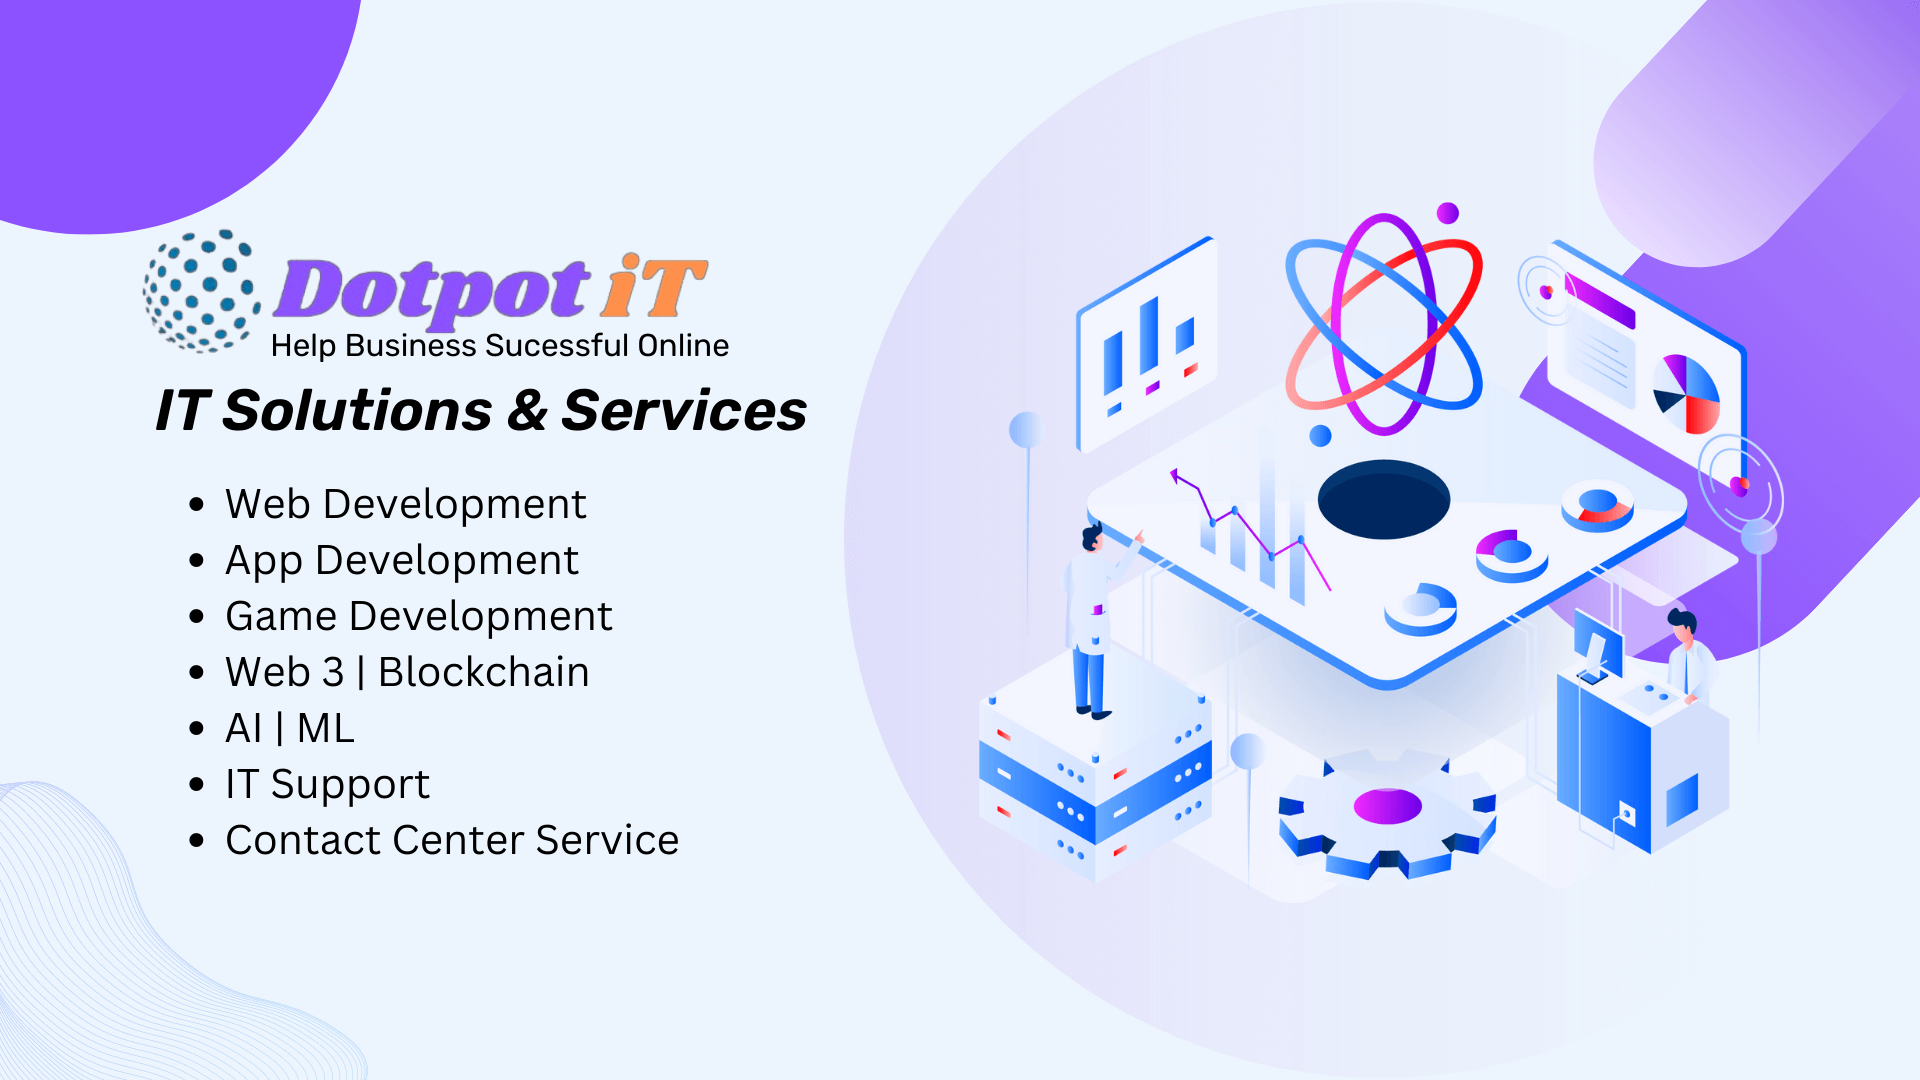 Dotpot iT
Help Business Sucessful Online
IT Solutions & Services
• Web Development
• App Development
• Game Development
• Web 3 | Blockchain
• AI | ML
• IT Support
• Contact Center Service